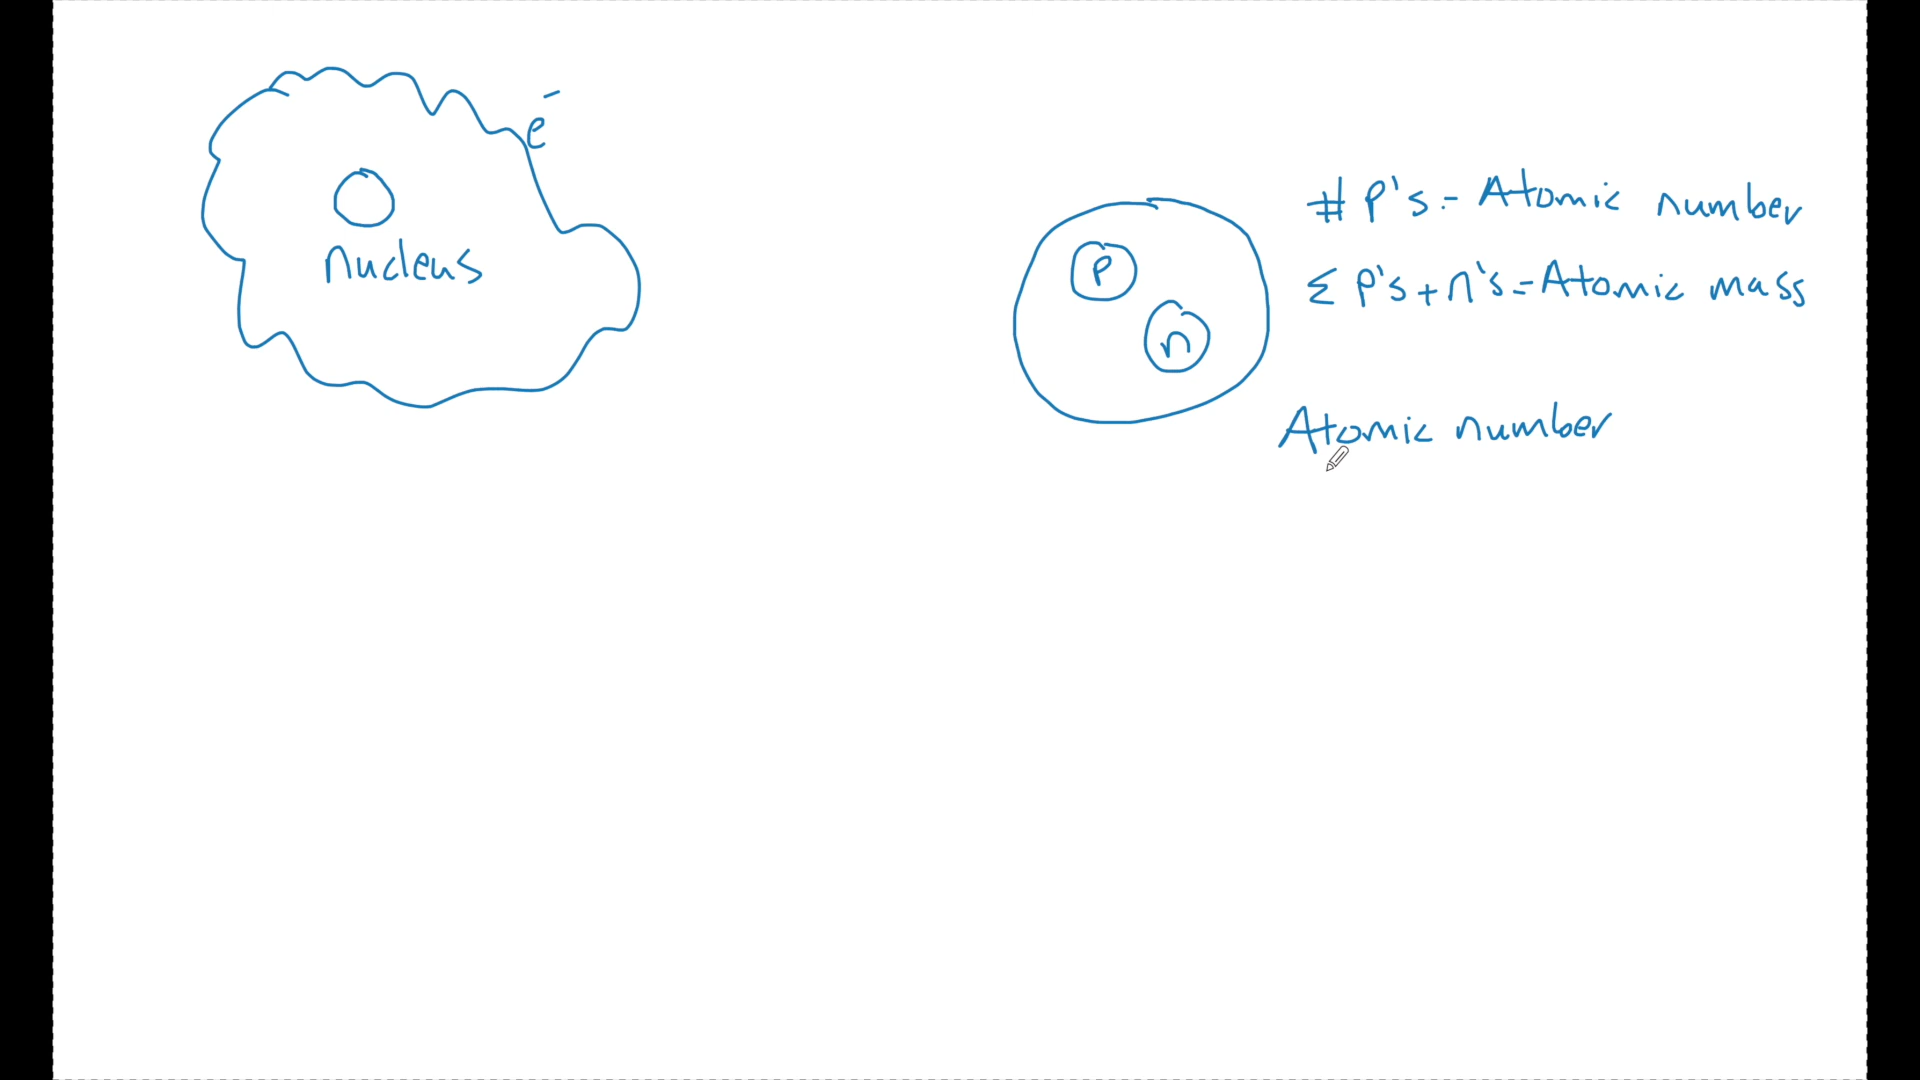 e⁻
nucleus
P
n
# P's = Atomic number
Σ P's + n's = Atomic mass
Atomic number